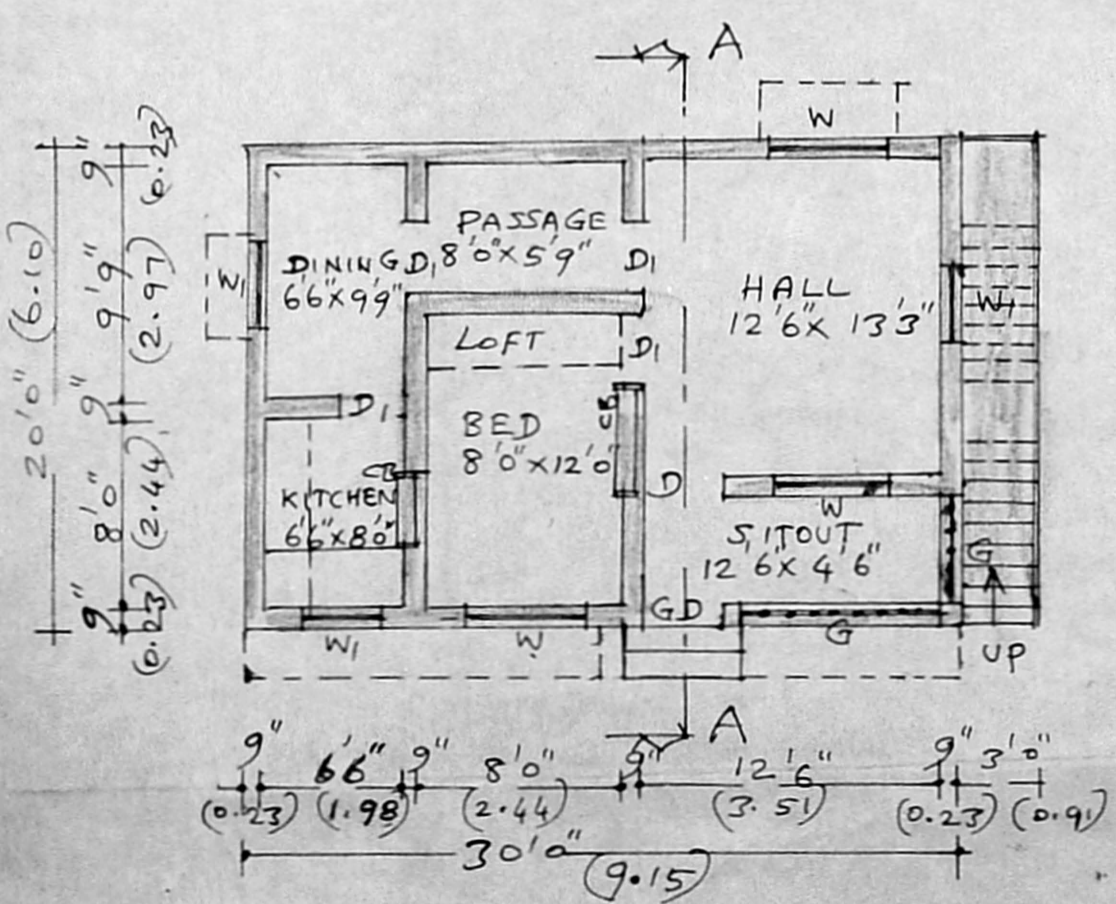 A
W
PASSAGE
8'0"X5'9"
DINING D1
6'6"X9'9"
D1
W1
HALL
12'6"X 13'3"
W1
LOFT
D1
D1
CB
BED
8'0"X12'0"
CB
KITCHEN
6'6"X8'0"
D
W
SITOUT
12'6"X 4'6"
G
GD
G
W1
W
UP
A
20'0" (6.10)
9" 9'9" 9" 8'0" 9"
(0.23) (2.97) (2.44) (0.23)
9" 6'6" 9" 8'0" 9" 12'6" 9" 3'0"
(0.23) (1.98) (2.44) (3.51) (0.23) (0.91)
30'0"
(9.15)